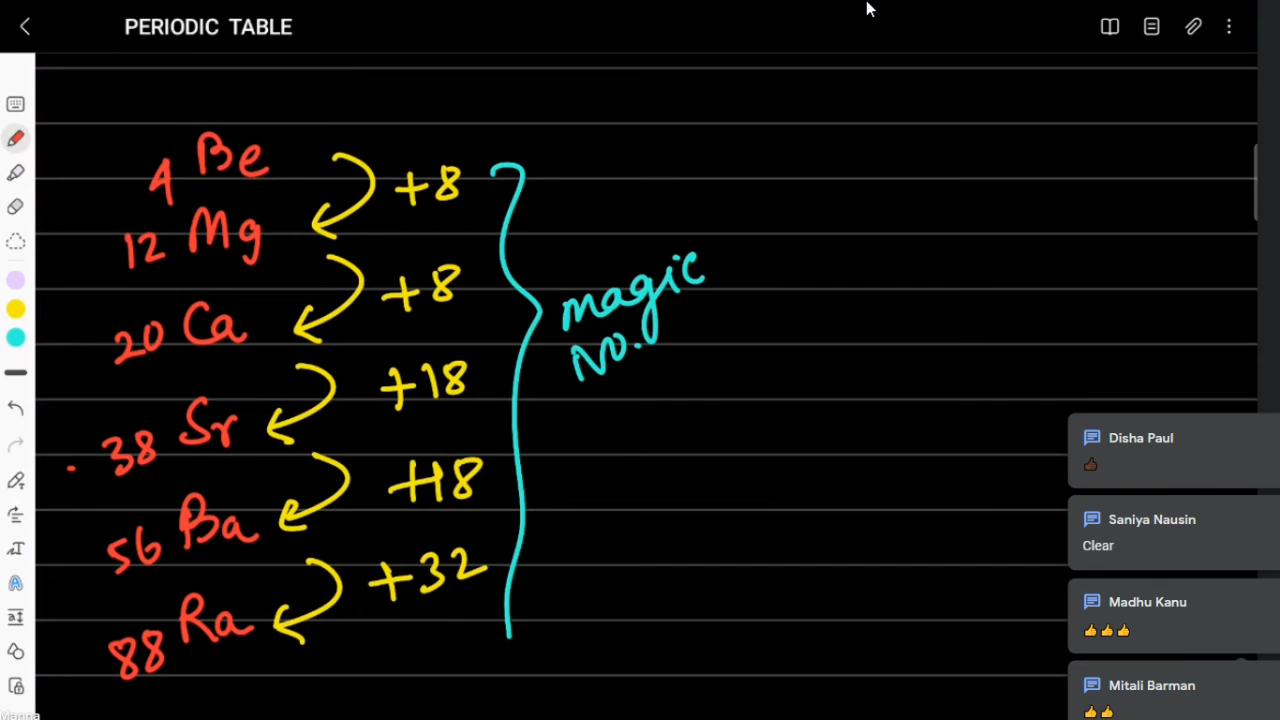 PERIODIC TABLE
4 Be
+8
12 Mg
+8
20 Ca
+18
38 Sr
+18
56 Ba
+32
88 Ra
magic
No.
Disha Paul
👍🏿
Saniya Nausin
Clear
Madhu Kanu
👍👍👍
Mitali Barman
👍👍